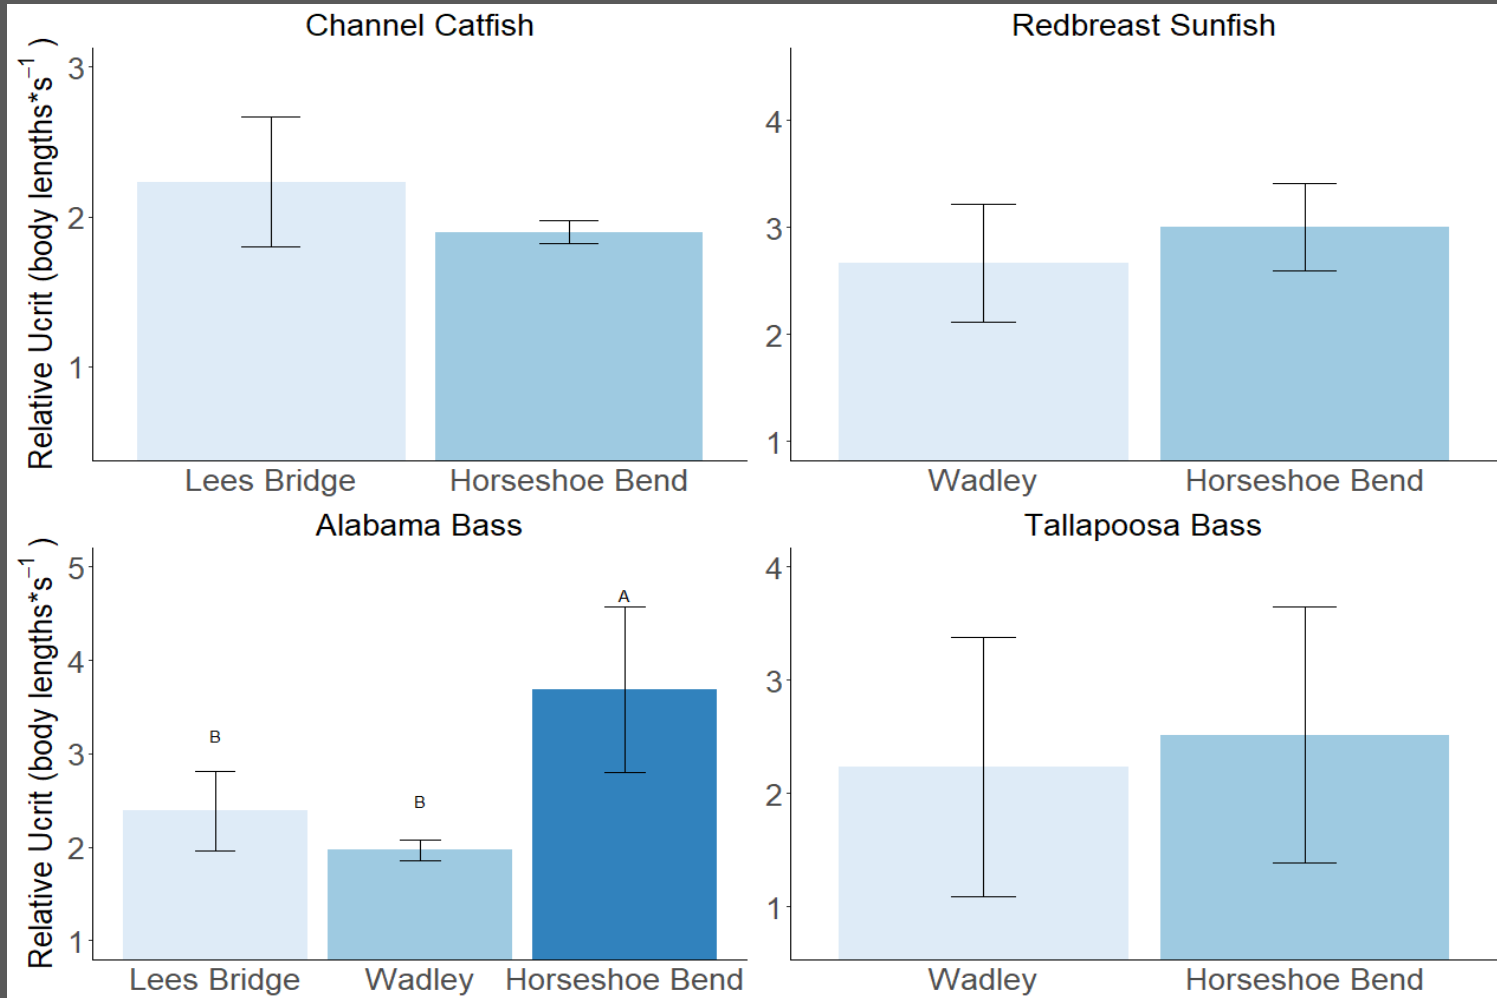 Channel Catfish
Relative Ucrit (body lengths*s⁻¹ )
3
2
1
Lees Bridge Horseshoe Bend
Redbreast Sunfish
4
3
2
1
Wadley Horseshoe Bend
Alabama Bass
Relative Ucrit (body lengths*s⁻¹ )
5
4
3
2
1
B
B
A
Lees Bridge Wadley Horseshoe Bend
Tallapoosa Bass
4
3
2
1
Wadley Horseshoe Bend